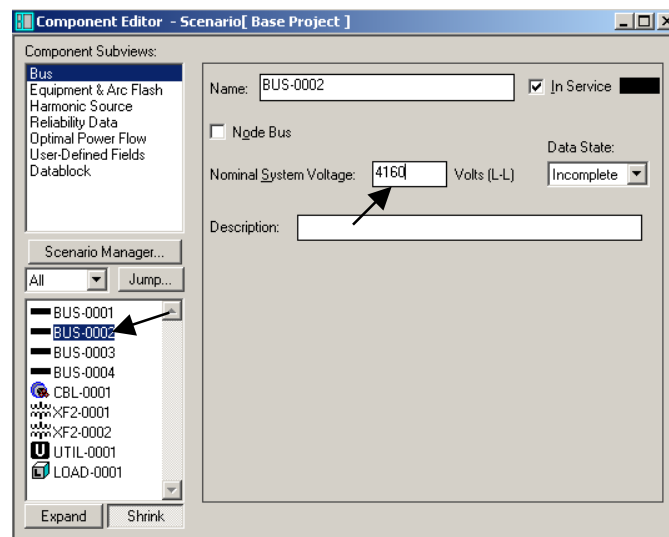 Component Editor - Scenario[ Base Project ]
Component Subviews:
Bus
Equipment & Arc Flash
Harmonic Source
Reliability Data
Optimal Power Flow
User-Defined Fields
Datablock
Scenario Manager...
All
Jump...
BUS-0001
BUS-0002
BUS-0003
BUS-0004
CBL-0001
XF2-0001
XF2-0002
U UTIL-0001
LOAD-0001
Expand
Shrink
Name: BUS-0002
In Service
Node Bus
Data State:
Nominal System Voltage: 4160 Volts (L-L)
Incomplete
Description: